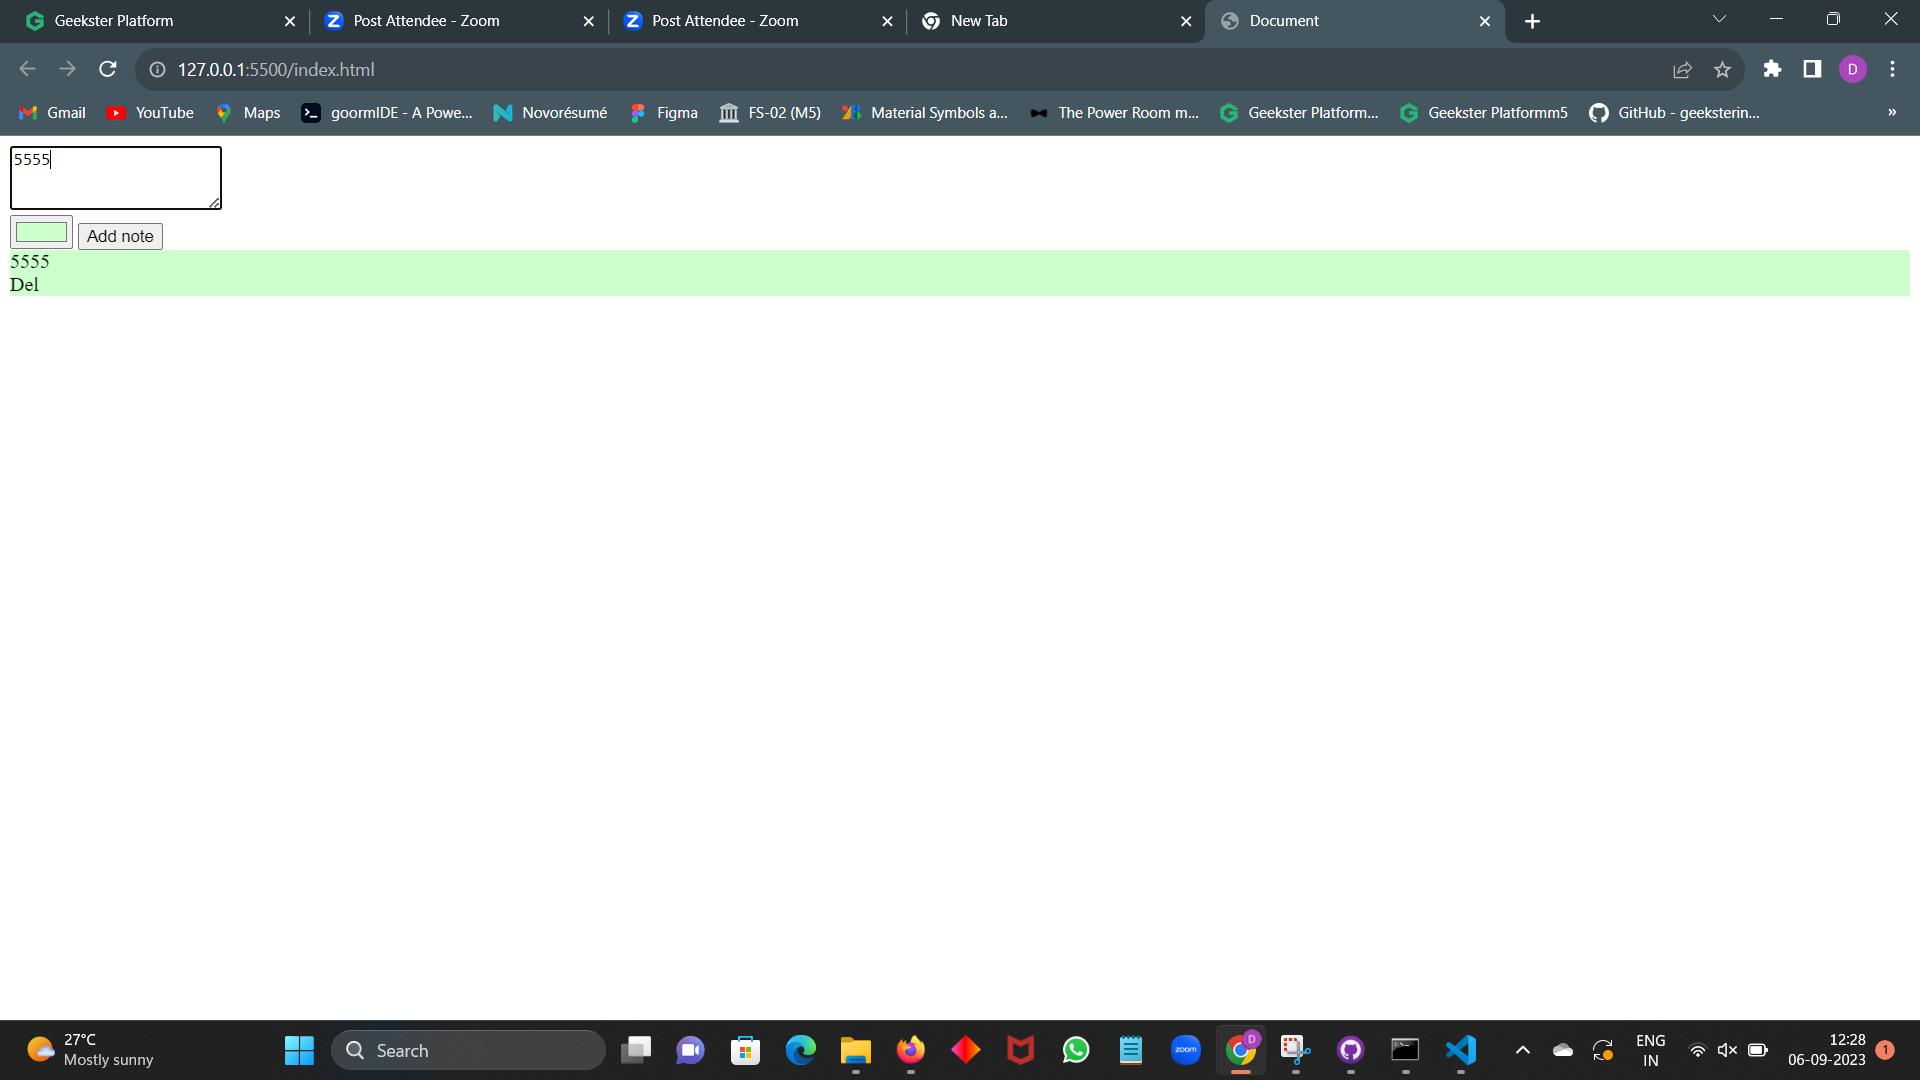 Geekster Platform
Post Attendee - Zoom
Post Attendee - Zoom
New Tab
Document
127.0.0.1:5500/index.html
D
Gmail
YouTube
Maps
goormIDE - A Powe...
Novorésumé
Figma
FS-02 (M5)
Material Symbols a...
The Power Room m...
Geekster Platform...
Geekster Platformm5
GitHub - geeksterin...
»
5555
Add note
5555
Del
27°C
Mostly sunny
Search
zoom
D
ENG
IN
12:28
06-09-2023
1